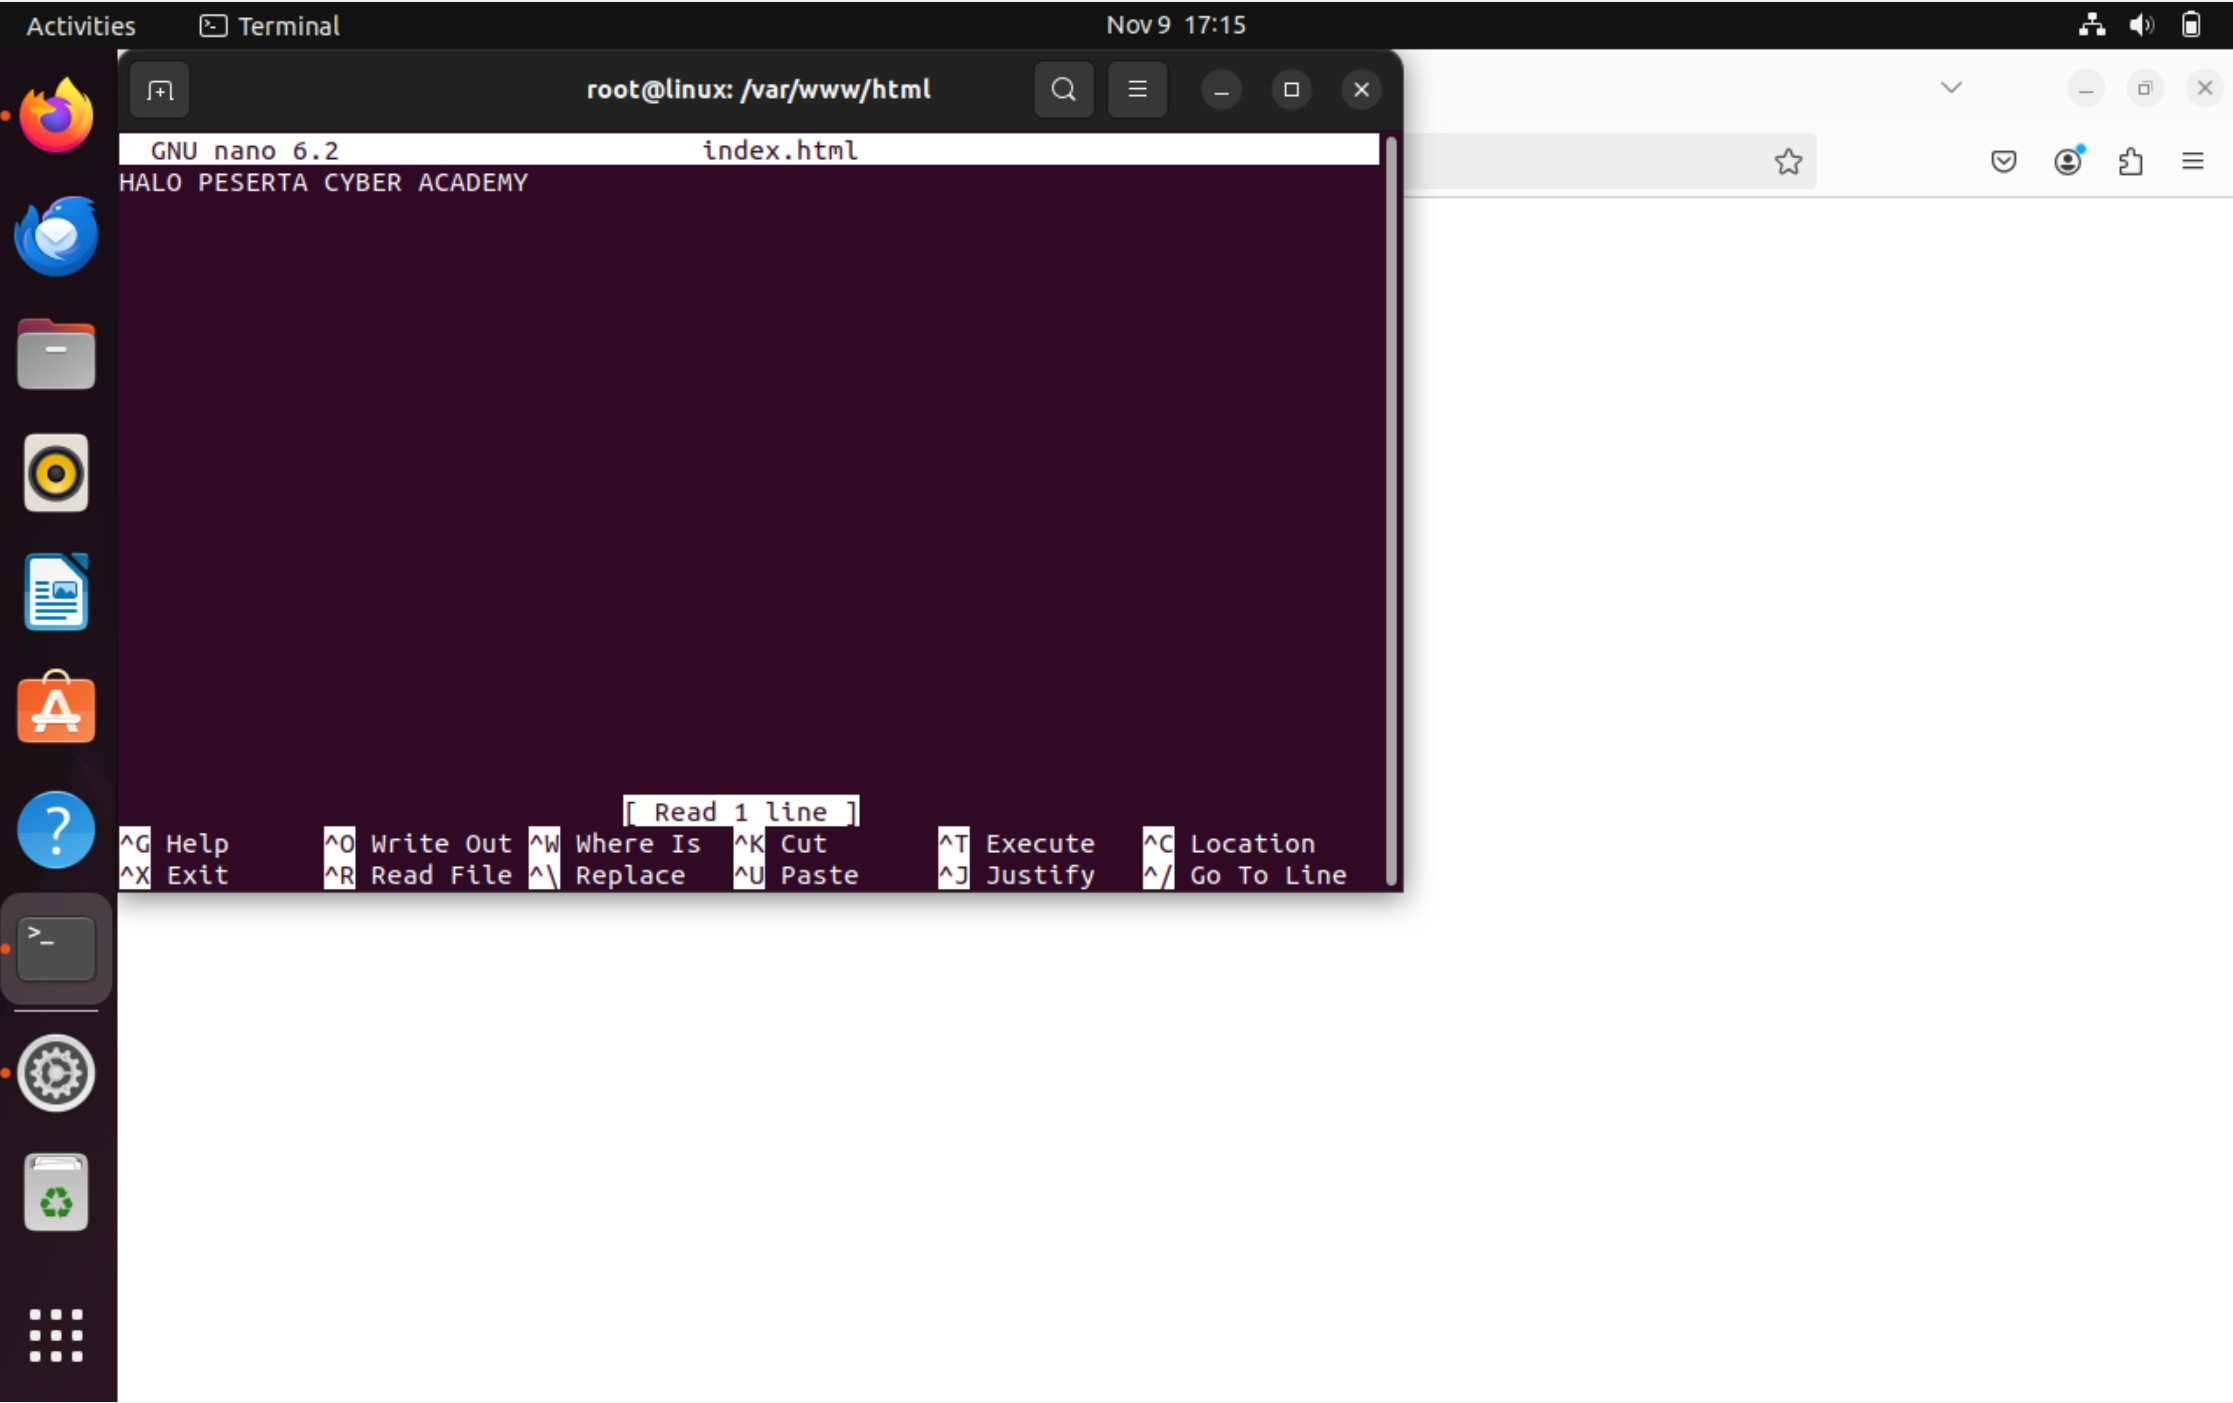 Activities Terminal Nov 9 17:15
root@linux: /var/www/html
GNU nano 6.2 index.html
HALO PESERTA CYBER ACADEMY
[ Read 1 line ]
^G Help ^O Write Out ^W Where Is ^K Cut ^T Execute ^C Location
^X Exit ^R Read File ^\ Replace ^U Paste ^J Justify ^/ Go To Line